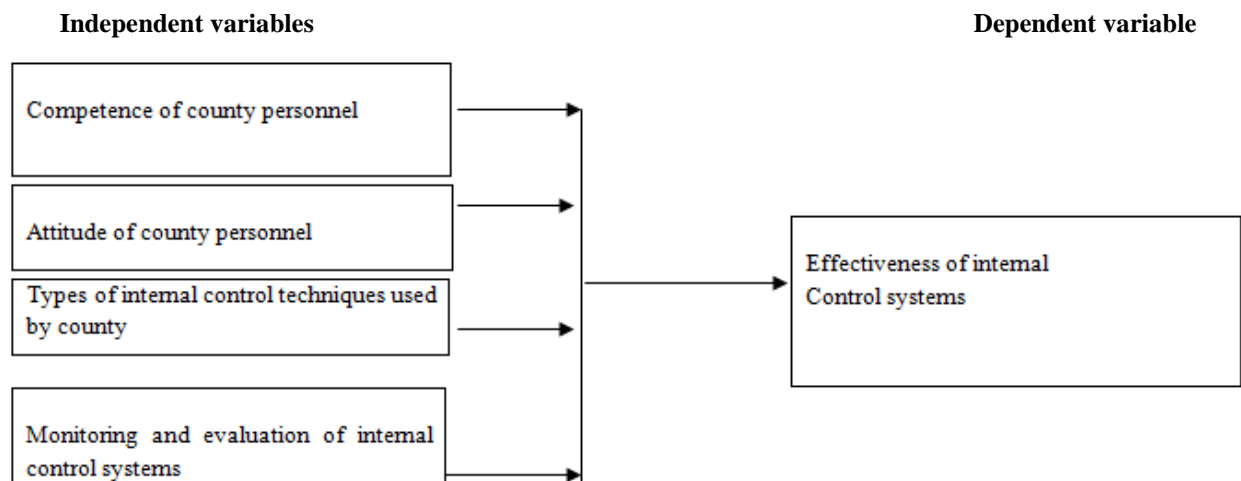 Independent variables
Dependent variable
Competence of county personnel
Attitude of county personnel
Types of internal control techniques used
by county
Monitoring and evaluation of internal
control systems
Effectiveness of internal
Control systems